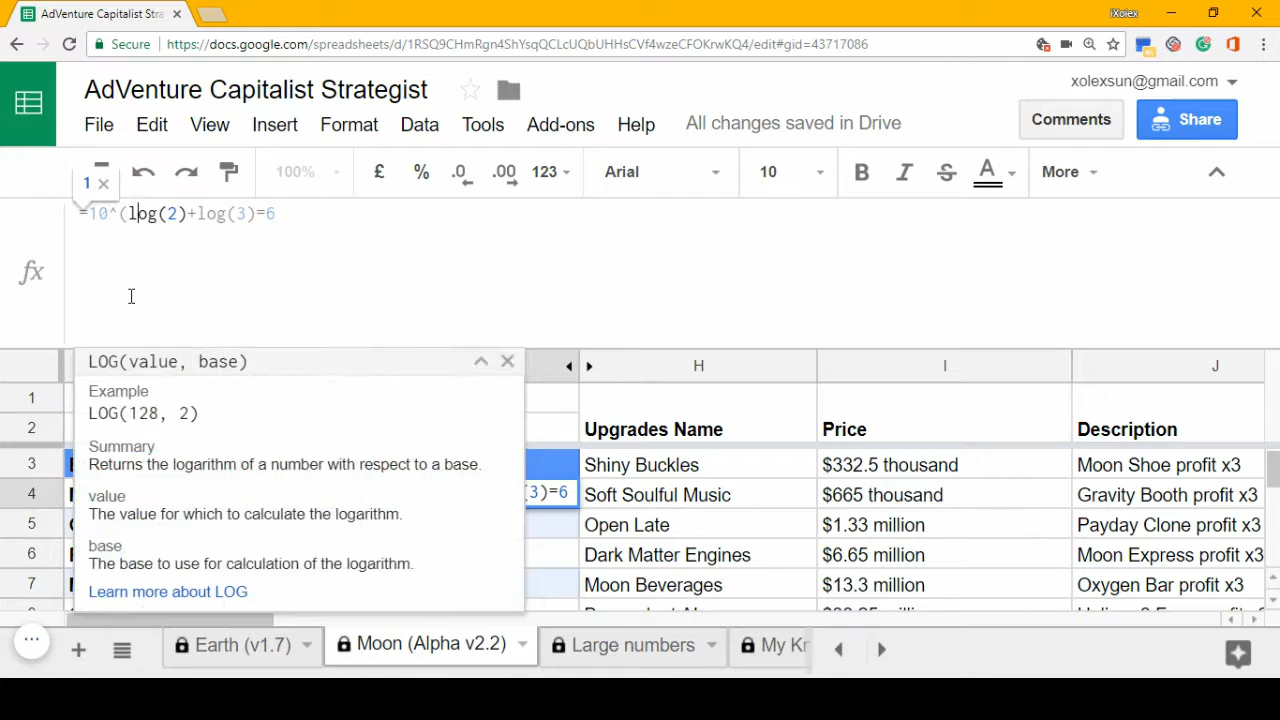 AdVenture Capitalist Stra
iXolex
Secure
https://docs.google.com/spreadsheets/d/1RSQBCHmRgn4ShYsqQCLcUQbUHHsCVf4wzeCFOKrwKQ4/edit#gid=43717086
AdVenture Capitalist Strategist
xolexsun@gmail.com
File Edit View Insert Format Data Tools Add-ons Help All changes saved in Drive
Comments
Share
100% £ % .0 .00 123 Arial 10 B I S A More
1
=10^(log(2)+log(3)=6
fx
LOG(value, base)
Example
LOG(128, 2)
Summary
Returns the logarithm of a number with respect to a base.
value
The value for which to calculate the logarithm.
base
The base to use for calculation of the logarithm.
Learn more about LOG
H I J
1
2 Upgrades Name Price Description
3 Shiny Buckles $332.5 thousand Moon Shoe profit x3
4 (3)=6 Soft Soulful Music $665 thousand Gravity Booth profit x3
5 Open Late $1.33 million Payday Clone profit x3
6 Dark Matter Engines $6.65 million Moon Express profit x3
7 Moon Beverages $13.3 million Oxygen Bar profit x3
Earth (v1.7) Moon (Alpha v2.2) Large numbers My Kr